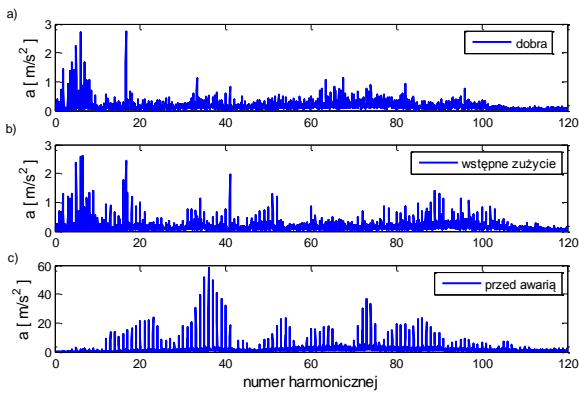 a)
3
2
1
0
a [ m/s² ]
dobra
0 20 40 60 80 100 120
b)
3
2
1
0
a [ m/s² ]
wstępne zużycie
0 20 40 60 80 100 120
c)
60
40
20
0
a [ m/s² ]
przed awarią
0 20 40 60 80 100 120
numer harmonicznej